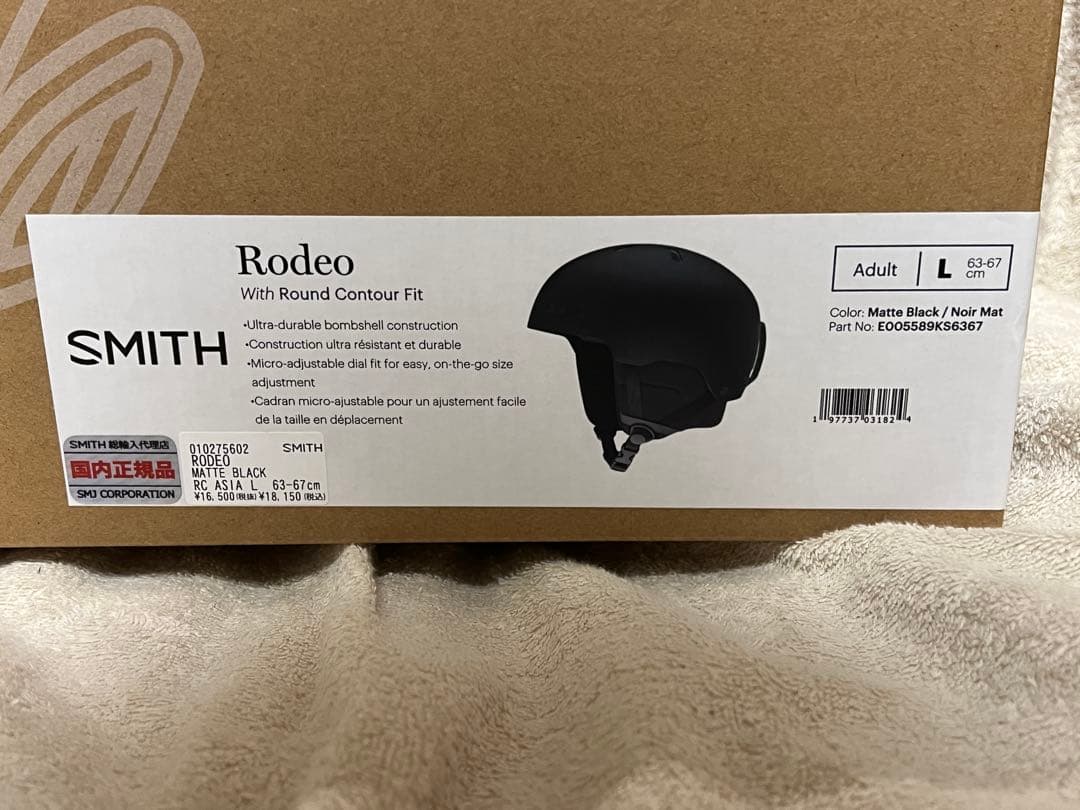 Rodeo
With Round Contour Fit
SMITH
•Ultra-durable bombshell construction
•Construction ultra résistant et durable
•Micro-adjustable dial fit for easy, on-the-go size
adjustment
•Cadran micro-ajustable pour un ajustement facile
de la taille en déplacement
Adult L 63-67 cm
Color: Matte Black / Noir Mat
Part No: E005589KS6367
1 97737 03182 4
SMITH 総輸入代理店
国内正規品
SMJ CORPORATION
010275602 SMITH
RODEO
MATTE BLACK
RC ASIA L 63-67cm
¥16,500(税抜)¥18,150(税込)